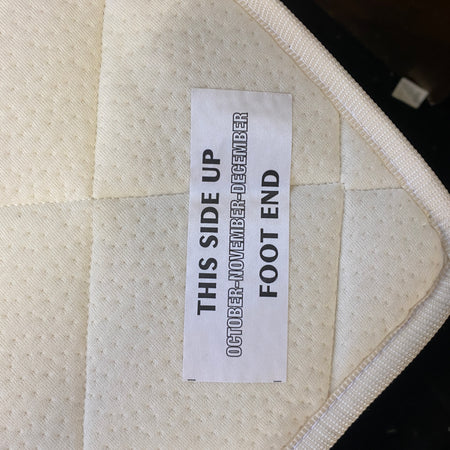 THIS SIDE UP
OCTOBER-NOVEMBER-DECEMBER
FOOT END